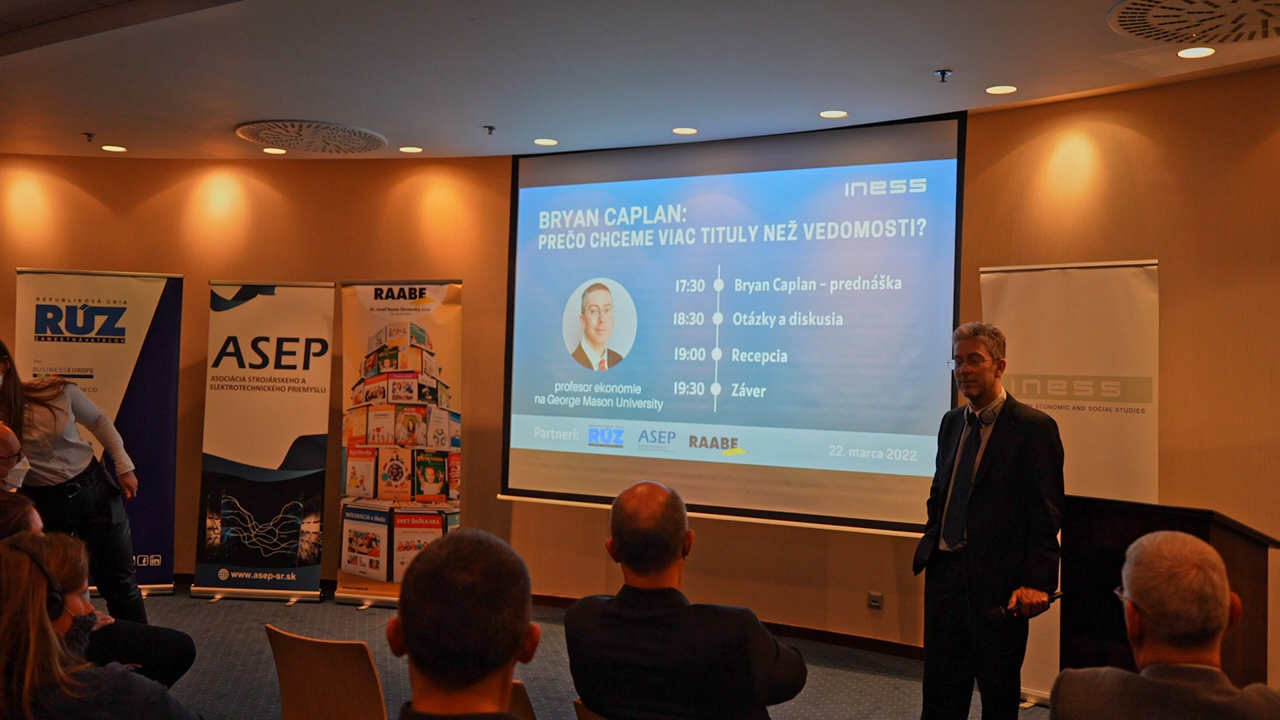 REPUBLIKOVÁ ÚNIA
RÚZ
ZAMESTNÁVATEĽOV
BUSINESSEUROPE
ASEP
ASOCIÁCIA STROJÁRSKEHO A
ELEKTROTECHNICKÉHO PRIEMYSLU
www.asep-sr.sk
RAABE
INTEGRÁCIA v škole
SVET ŠKOLÁKA
INESS
BRYAN CAPLAN:
PREČO CHCEME VIAC TITULY NEŽ VEDOMOSTI?
17:30 Bryan Caplan - prednáška
18:30 Otázky a diskusia
19:00 Recepcia
19:30 Záver
profesor ekonómie
na George Mason University
Partneri: RÚZ ASEP RAABE
22. marca 2022
INESS
ECONOMIC AND SOCIAL STUDIES